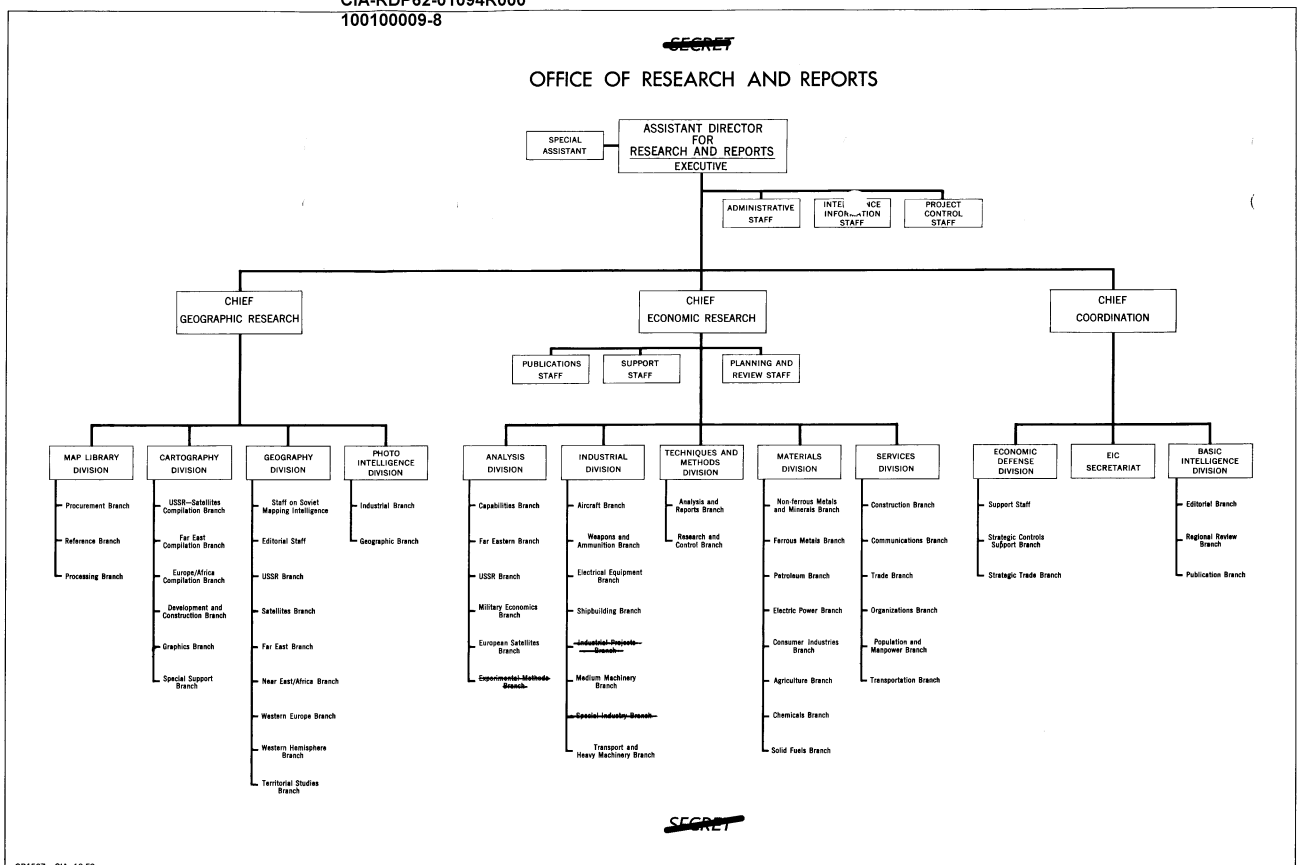 CIA-RDP62-01094R000
100100009-8
SECRET
OFFICE OF RESEARCH AND REPORTS
SPECIAL
ASSISTANT
ASSISTANT DIRECTOR
FOR
RESEARCH AND REPORTS
EXECUTIVE
ADMINISTRATIVE
STAFF
STAFF
PROJECT
CONTROL
STAFF
CHIEF
GEOGRAPHIC RESEARCH
CHIEF
ECONOMIC RESEARCH
CHIEF
COORDINATION
PUBLICATIONS
STAFF
SUPPORT
STAFF
PLANNING AND
REVIEW STAFF
MAP LIBRARY
DIVISION
Procurement Branch
Reference Branch
Processing Branch
CARTOGRAPHY
DIVISION
USSR—Satellites
Compilation Branch
Far East
Compilation Branch
Europe/Africa
Compilation Branch
Development and
Construction Branch
Graphics Branch
Special Support
Branch
GEOGRAPHY
DIVISION
Staff on Soviet
Mapping Intelligence
Editorial Staff
USSR Branch
Satellites Branch
Far East Branch
Near East/Africa Branch
Western Europe Branch
Western Hemisphere
Branch
Territorial Studies
Branch
PHOTO
INTELLIGENCE
DIVISION
Industrial Branch
Geographic Branch
ANALYSIS
DIVISION
Capabilities Branch
Far Eastern Branch
USSR Branch
Military Economics
Branch
European Satellites
Branch
Experimental Methods
Branch
INDUSTRIAL
DIVISION
Aircraft Branch
Weapons and
Ammunition Branch
Electrical Equipment
Branch
Shipbuilding Branch
Industrial Projects
Branch
Medium Machinery
Branch
Special Industry Branch
Transport and
Heavy Machinery Branch
TECHNIQUES AND
METHODS
DIVISION
Analysis and
Reports Branch
Research and
Control Branch
MATERIALS
DIVISION
Non-ferrous Metals
and Minerals Branch
Ferrous Metals Branch
Petroleum Branch
Electric Power Branch
Consumer Industries
Branch
Agriculture Branch
Chemicals Branch
Solid Fuels Branch
SERVICES
DIVISION
Construction Branch
Communications Branch
Trade Branch
Organizations Branch
Population and
Manpower Branch
Transportation Branch
ECONOMIC
DEFENSE
DIVISION
Support Staff
Strategic Controls
Support Branch
Strategic Trade Branch
EIC
SECRETARIAT
BASIC
INTELLIGENCE
DIVISION
Editorial Branch
Regional Review
Branch
Publication Branch
SECRET